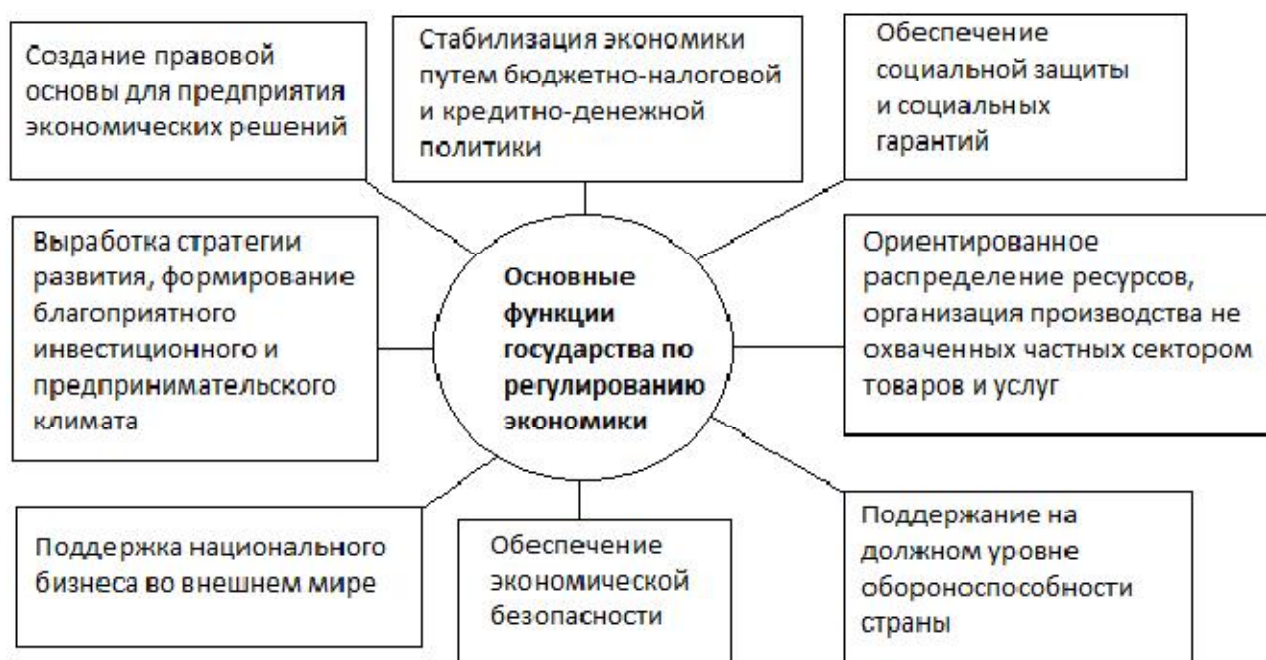 Создание правовой
основы для предприятия
экономических решений
Стабилизация экономики
путем бюджетно-налоговой
и кредитно-денежной
политики
Обеспечение
социальной защиты
и социальных
гарантий
Выработка стратегии
развития, формирование
благоприятного
инвестиционного и
предпринимательского
климата
Основные
функции
государства по
регулированию
экономики
Ориентированное
распределение ресурсов,
организация производства не
охваченных частных сектором
товаров и услуг
Поддержка национального
бизнеса во внешнем мире
Обеспечение
экономической
безопасности
Поддержание на
должном уровне
обороноспособности
страны